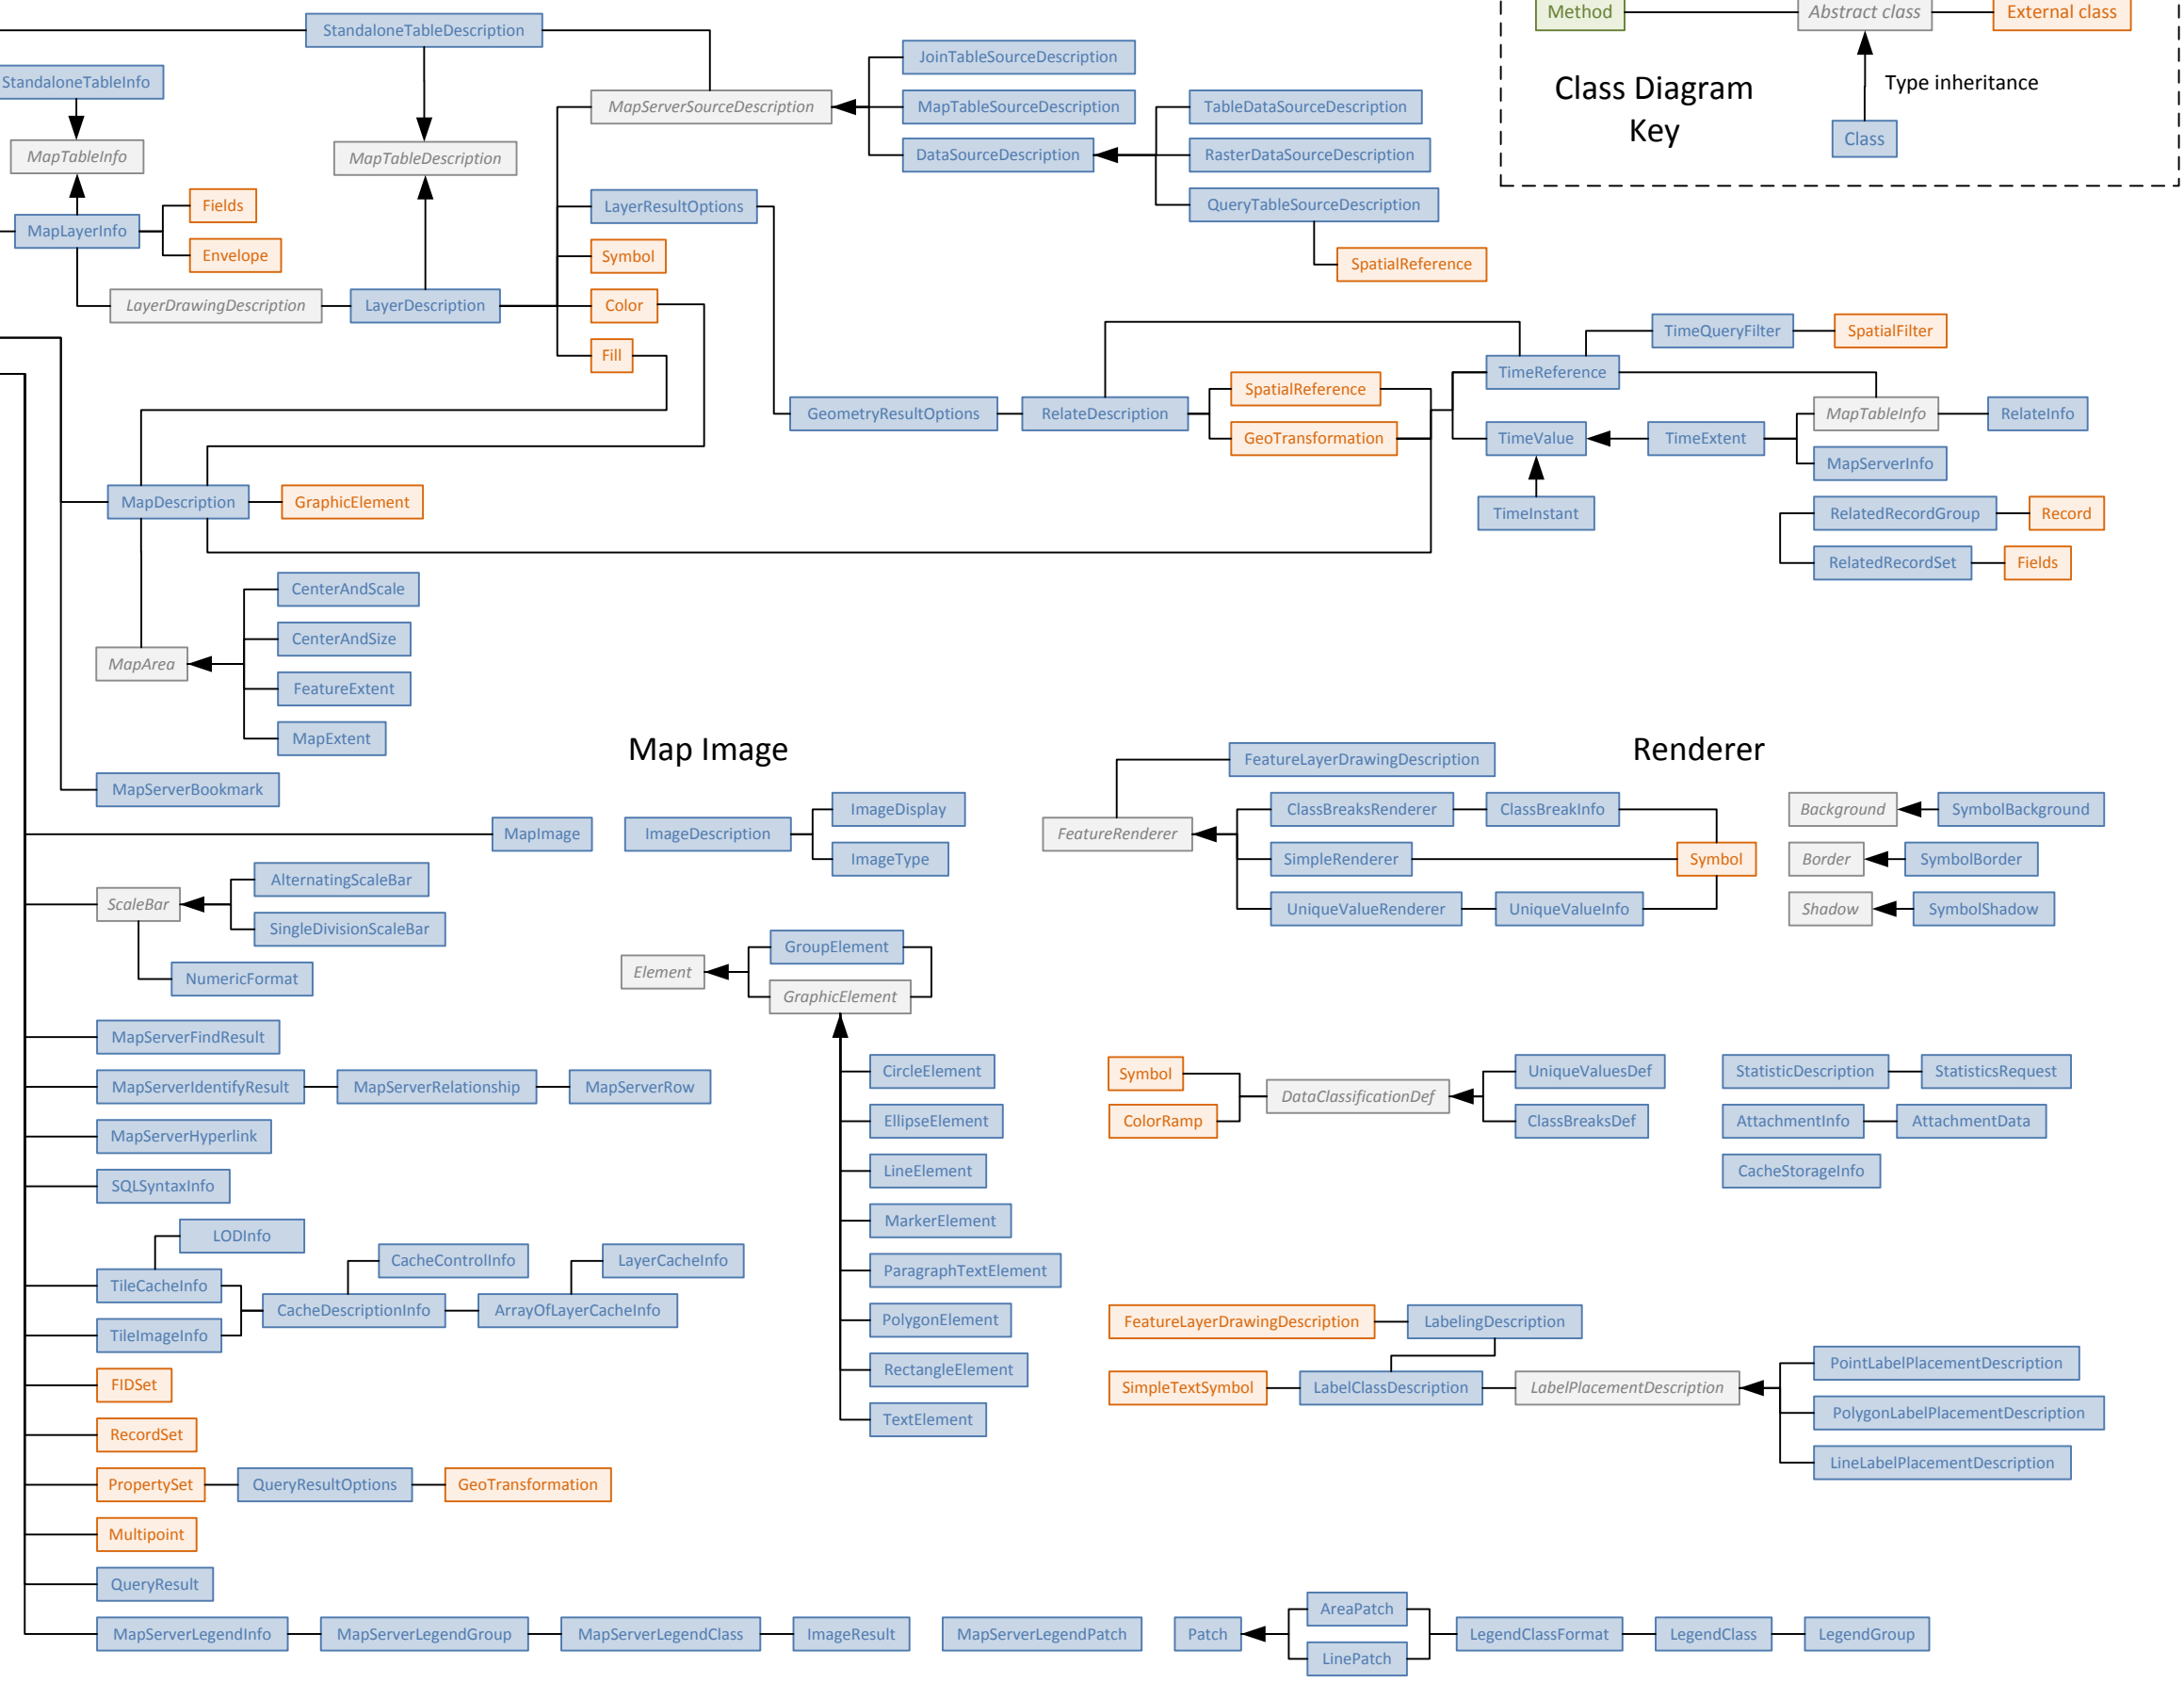 Method
Abstract class
External class
Class Diagram
Key
Type inheritance
Class
StandaloneTableDescription
StandaloneTableInfo
MapTableInfo
MapTableDescription
MapLayerInfo
Fields
Envelope
LayerDrawingDescription
LayerDescription
MapServerSourceDescription
JoinTableSourceDescription
MapTableSourceDescription
DataSourceDescription
TableDataSourceDescription
RasterDataSourceDescription
QueryTableSourceDescription
SpatialReference
LayerResultOptions
Symbol
Color
Fill
GeometryResultOptions
RelateDescription
SpatialReference
GeoTransformation
TimeQueryFilter
SpatialFilter
TimeReference
TimeValue
TimeExtent
TimeInstant
MapTableInfo
RelateInfo
MapServerInfo
RelatedRecordGroup
Record
RelatedRecordSet
Fields
MapDescription
GraphicElement
CenterAndScale
CenterAndSize
MapArea
FeatureExtent
MapExtent
MapServerBookmark
Map Image
MapImage
ImageDescription
ImageDisplay
ImageType
ScaleBar
AlternatingScaleBar
SingleDivisionScaleBar
NumericFormat
Element
GroupElement
GraphicElement
CircleElement
EllipseElement
LineElement
MarkerElement
ParagraphTextElement
PolygonElement
RectangleElement
TextElement
Renderer
FeatureLayerDrawingDescription
FeatureRenderer
ClassBreaksRenderer
ClassBreakInfo
SimpleRenderer
Symbol
UniqueValueRenderer
UniqueValueInfo
Background
SymbolBackground
Border
SymbolBorder
Shadow
SymbolShadow
MapServerFindResult
MapServerIdentifyResult
MapServerRelationship
MapServerRow
MapServerHyperlink
SQLSyntaxInfo
LODInfo
TileCacheInfo
TileImageInfo
CacheControlInfo
CacheDescriptionInfo
LayerCacheInfo
ArrayOfLayerCacheInfo
FIDSet
RecordSet
PropertySet
QueryResultOptions
GeoTransformation
Multipoint
QueryResult
Symbol
ColorRamp
DataClassificationDef
UniqueValuesDef
ClassBreaksDef
StatisticDescription
StatisticsRequest
AttachmentInfo
AttachmentData
CacheStorageInfo
FeatureLayerDrawingDescription
LabelingDescription
SimpleTextSymbol
LabelClassDescription
LabelPlacementDescription
PointLabelPlacementDescription
PolygonLabelPlacementDescription
LineLabelPlacementDescription
MapServerLegendInfo
MapServerLegendGroup
MapServerLegendClass
ImageResult
MapServerLegendPatch
Patch
AreaPatch
LinePatch
LegendClassFormat
LegendClass
LegendGroup